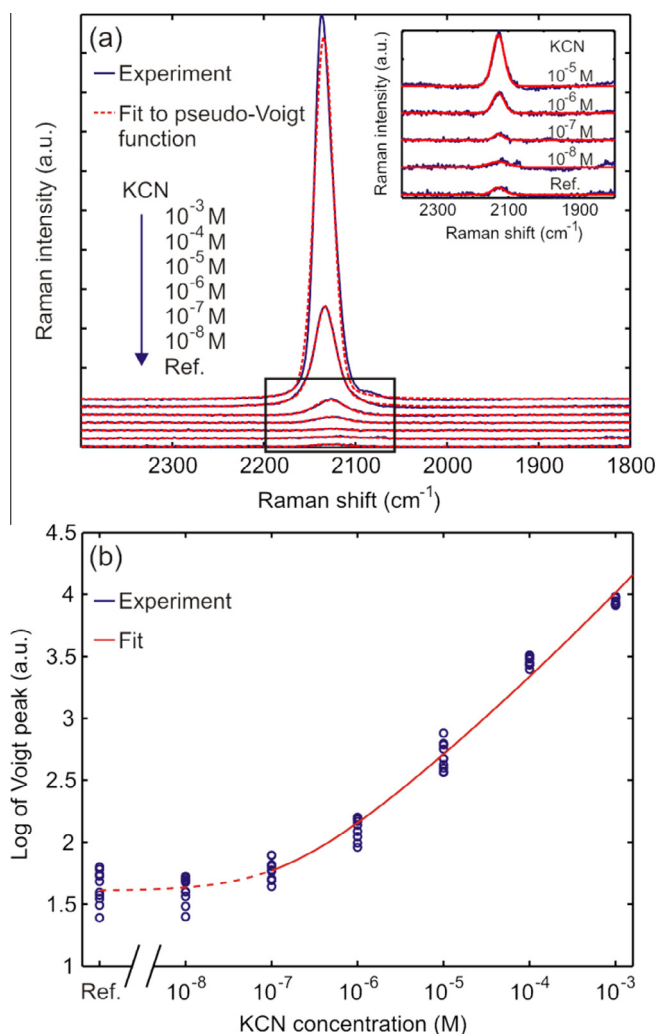 (a)
Experiment
Fit to pseudo-Voigt
function
KCN
10⁻³ M
10⁻⁴ M
10⁻⁵ M
10⁻⁶ M
10⁻⁷ M
10⁻⁸ M
Ref.
Raman intensity (a.u.)
2300 2200 2100 2000 1900 1800
Raman shift (cm⁻¹)
KCN
10⁻⁵ M
10⁻⁶ M
10⁻⁷ M
10⁻⁸ M
Ref.
Raman intensity (a.u.)
2300 2100 1900
Raman shift (cm⁻¹)
(b)
Experiment
Fit
Log of Voigt peak (a.u.)
4.5
4
3.5
3
2.5
2
1.5
1
Ref. 10⁻⁸ 10⁻⁷ 10⁻⁶ 10⁻⁵ 10⁻⁴ 10⁻³
KCN concentration (M)